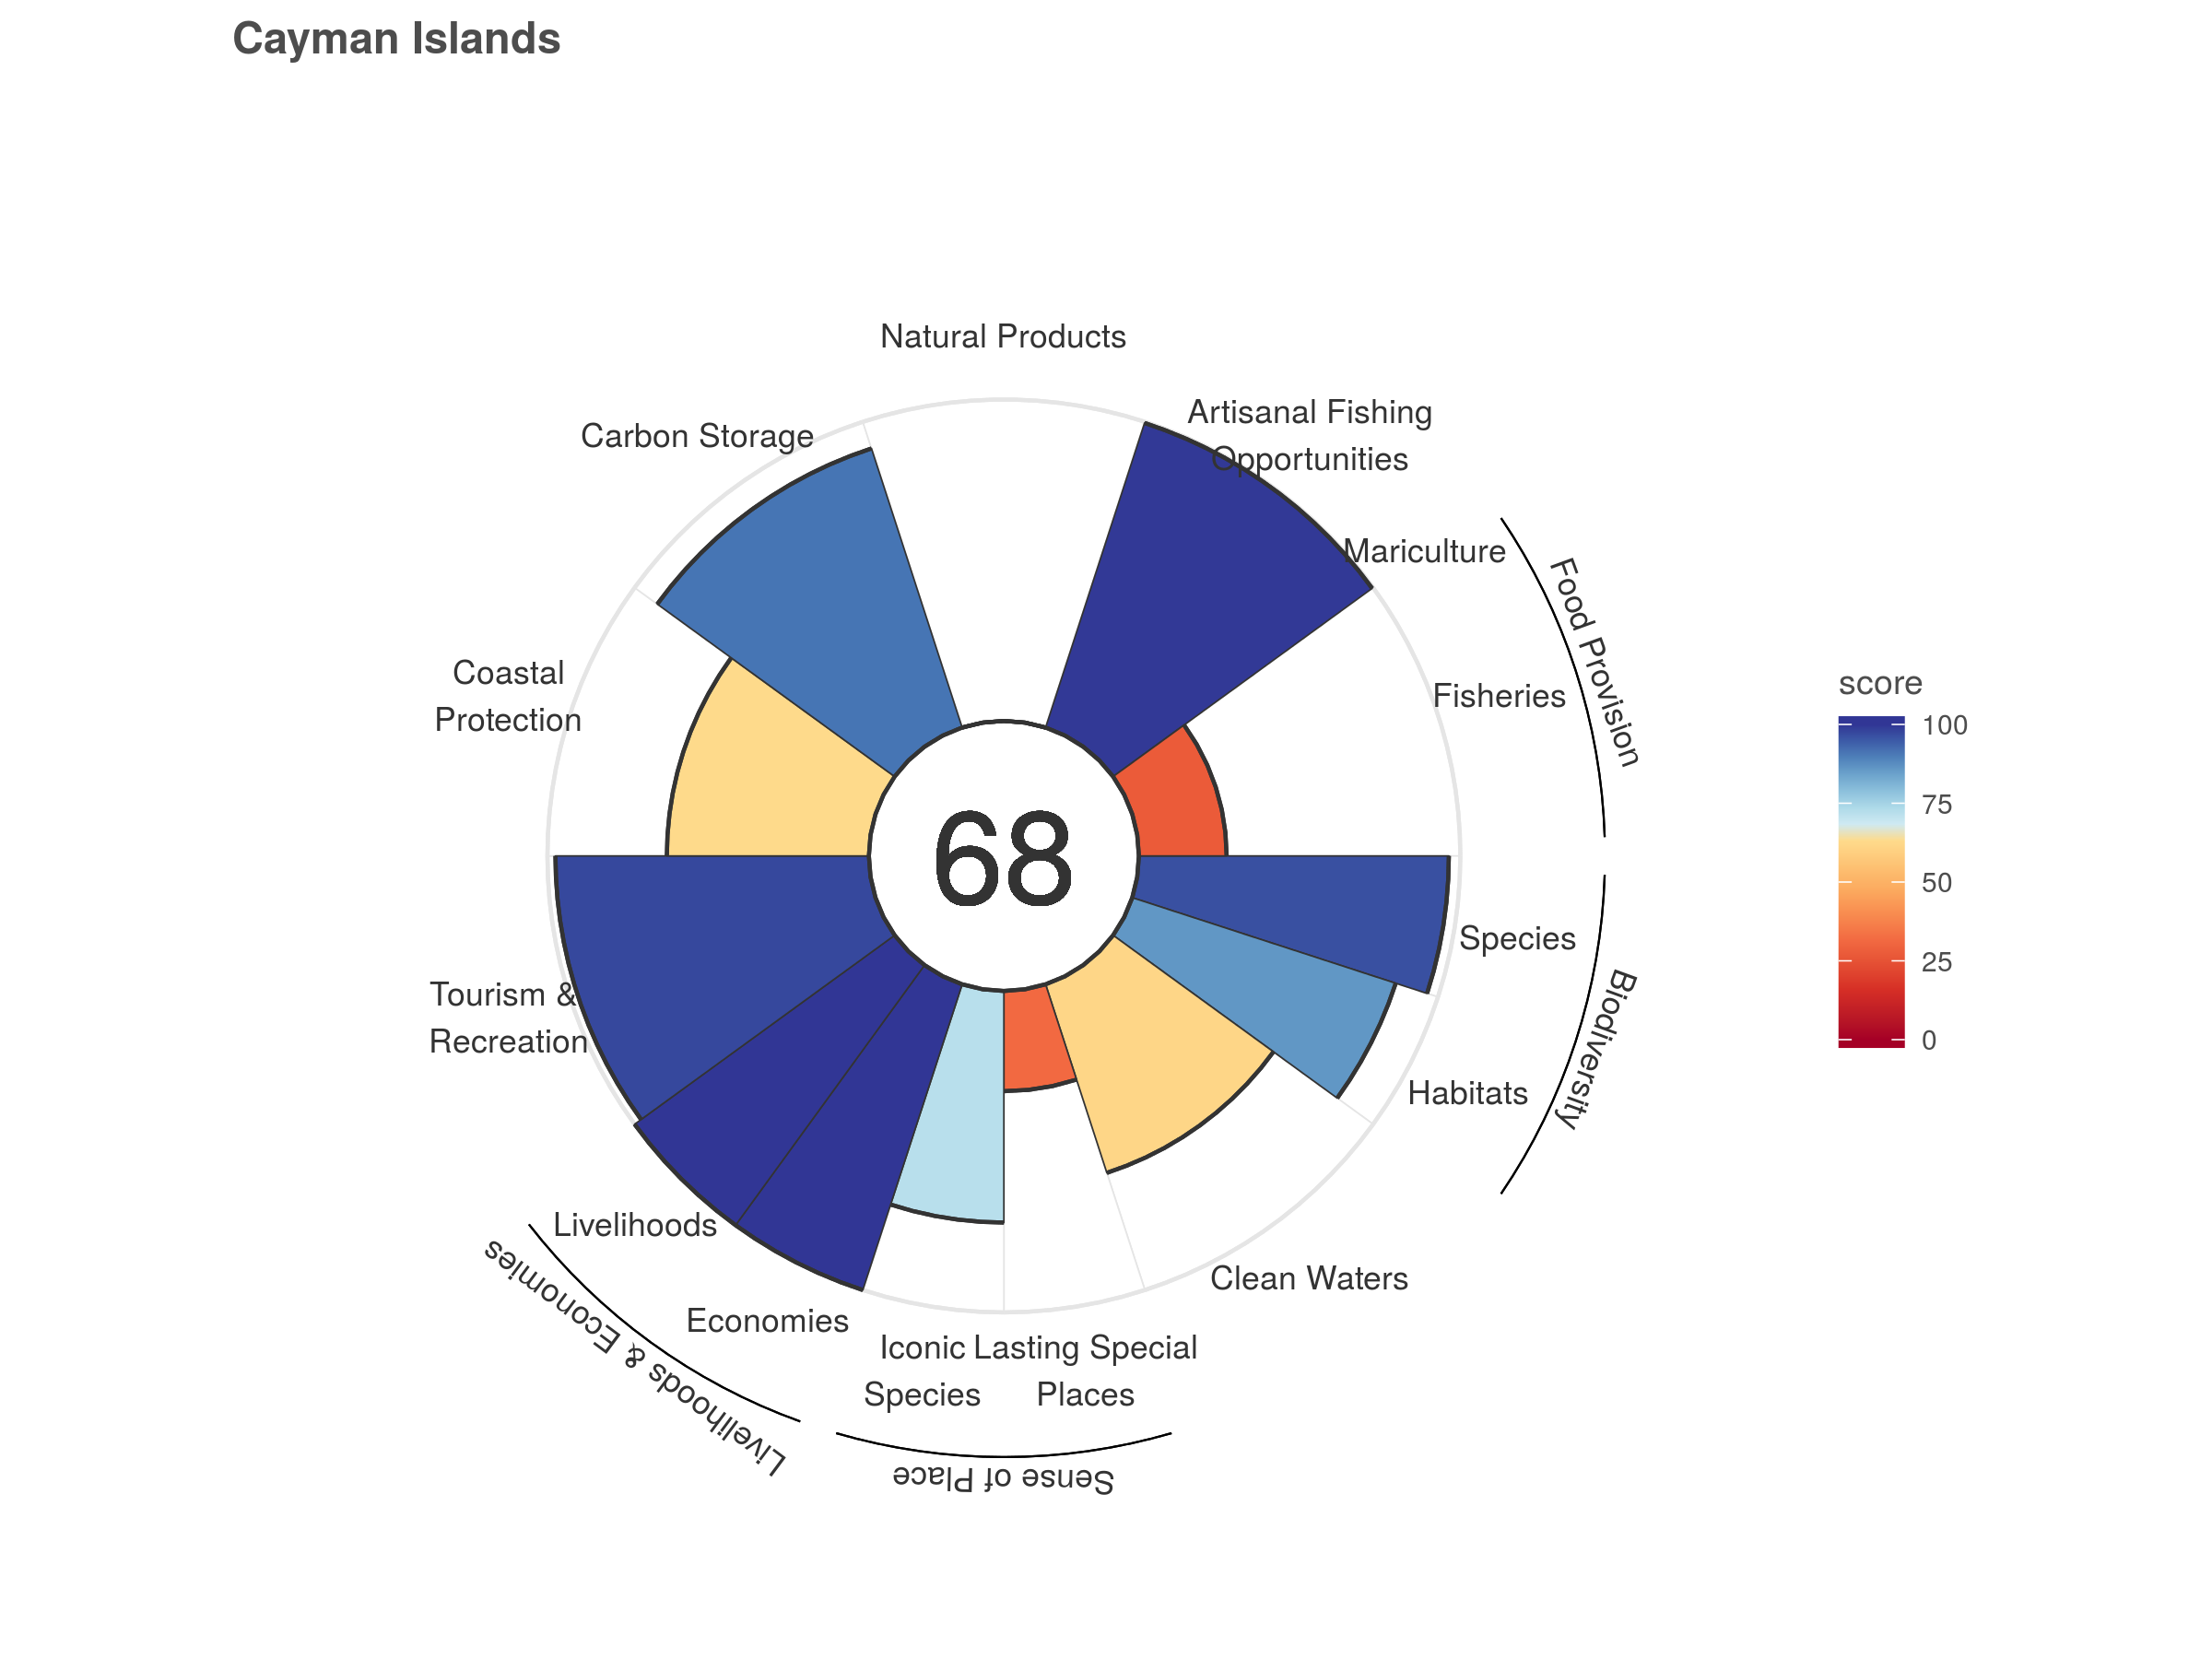 Cayman Islands
Natural Products
Artisanal Fishing
Opportunities
Carbon Storage
Mariculture
Food Provision
Fisheries
Coastal
Protection
score
100
75
50
25
0
68
Species
Biodiversity
Tourism &
Recreation
Habitats
Livelihoods
Clean Waters
Economies
Livelihoods & Economies
Iconic
Species
Lasting Special
Places
Sense of Place